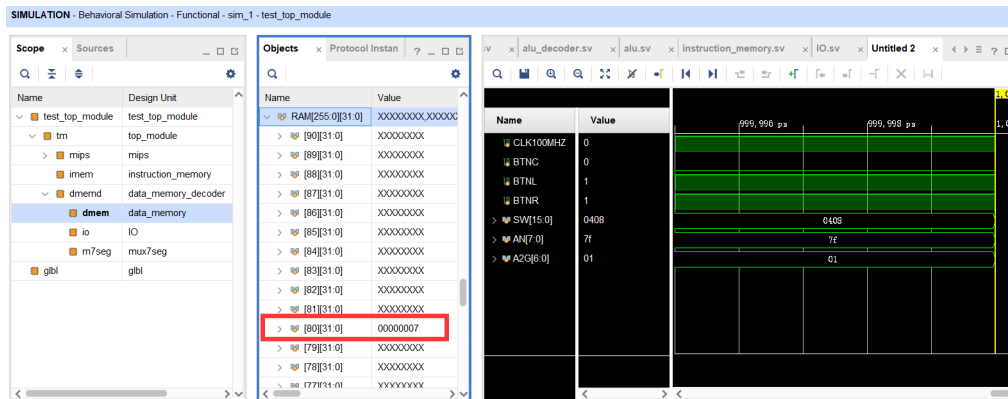 SIMULATION - Behavioral Simulation - Functional - sim_1 - test_top_module
Scope Sources
Name Design Unit
test_top_module test_top_module
tm top_module
mips mips
imem instruction_memory
dmemd data_memory_decoder
dmem data_memory
io IO
m7seg mux7seg
glbl glbl
Objects Protocol Instan
Name Value
RAM[255:0][31:0] XXXXXXXX,XXXXX
[90][31:0] XXXXXXXX
[89][31:0] XXXXXXXX
[88][31:0] XXXXXXXX
[87][31:0] XXXXXXXX
[86][31:0] XXXXXXXX
[85][31:0] XXXXXXXX
[84][31:0] XXXXXXXX
[83][31:0] XXXXXXXX
[82][31:0] XXXXXXXX
[81][31:0] XXXXXXXX
[80][31:0] 00000007
[79][31:0] XXXXXXXX
[78][31:0] XXXXXXXX
[77][31:0] XXXXXXXX
alu_decoder.sv alu.sv instruction_memory.sv IO.sv Untitled 2
Name Value
999,996 ps 999,998 ps
CLK100MHZ 0
BTNC 0
BTNL 1
BTNR 1
SW[15:0] 0408 0408
AN[7:0] 7f 7f
A2G[6:0] 01 01